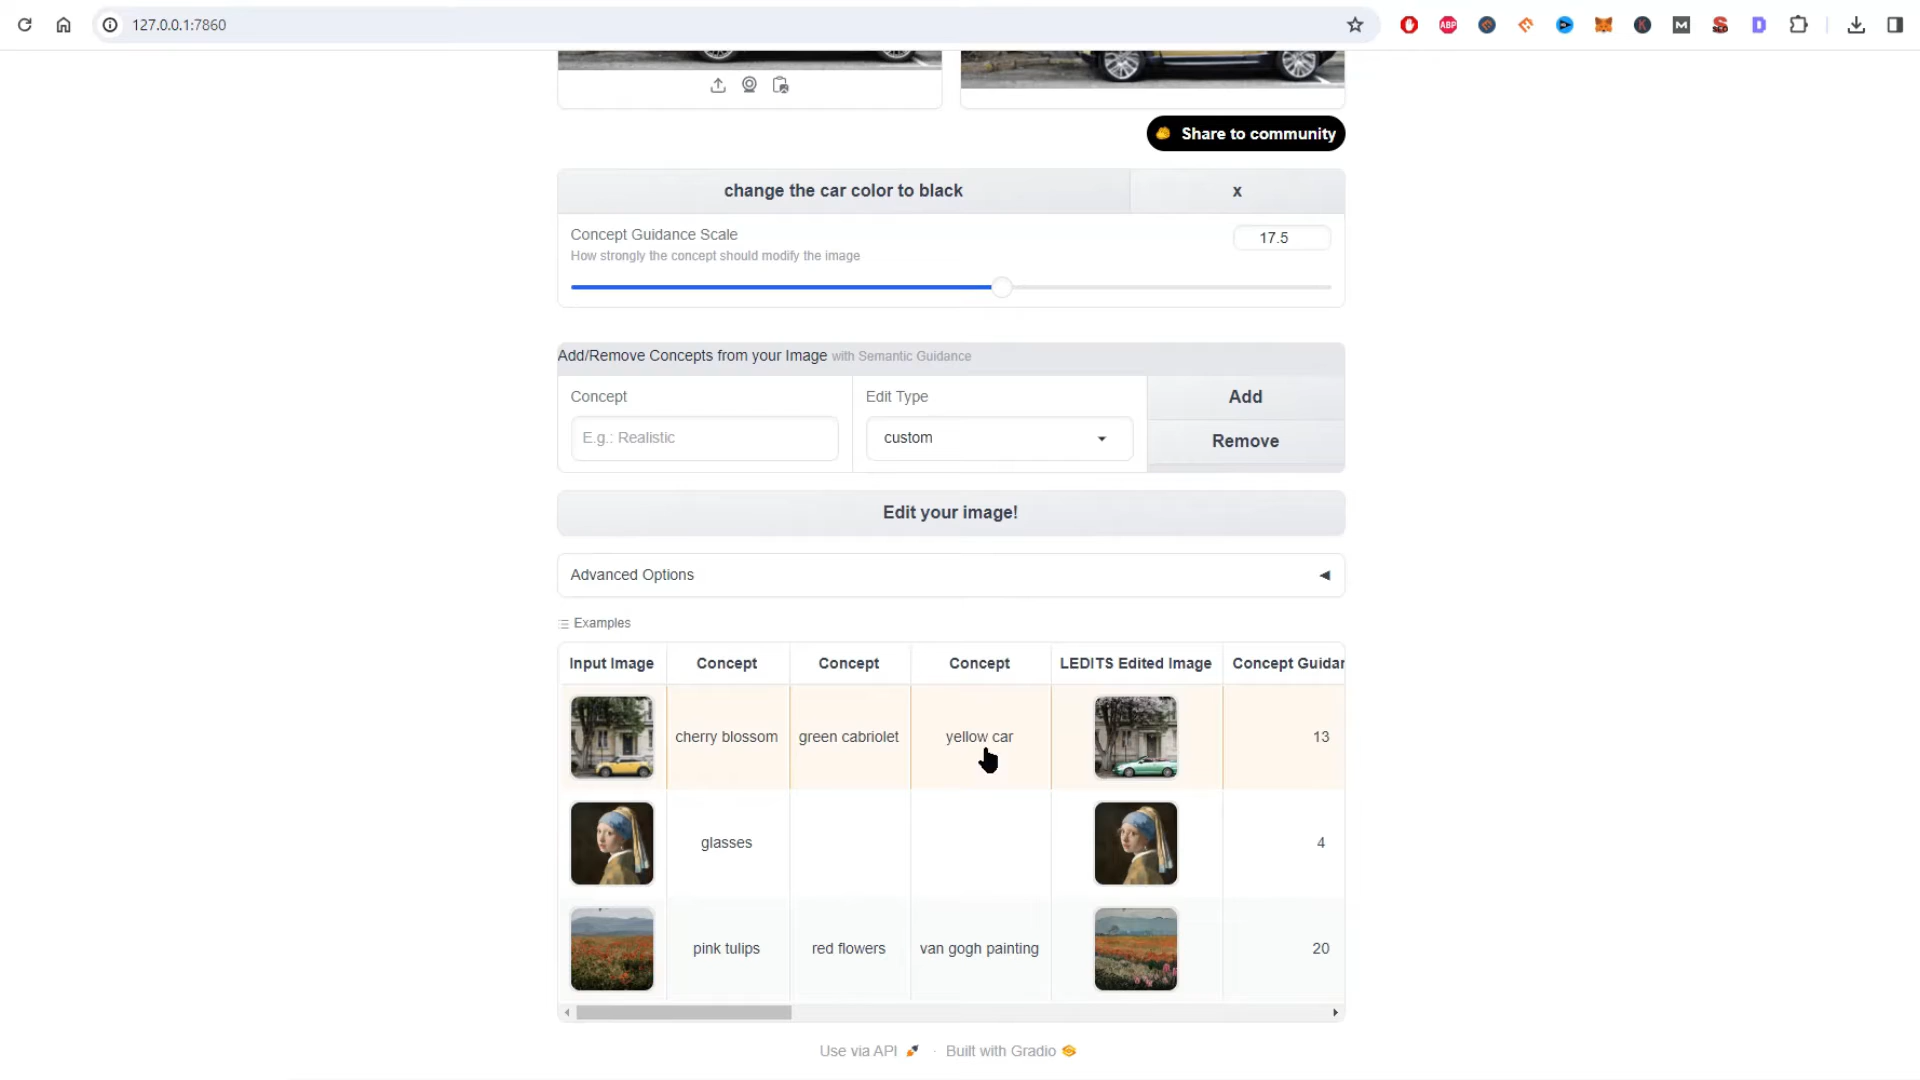 127.0.0.1:7860
ABP
K
M
SEO
D
Share to community
change the car color to black
x
Concept Guidance Scale
17.5
How strongly the concept should modify the image
Add/Remove Concepts from your Image with Semantic Guidance
Concept
Edit Type
Add
E.g.: Realistic
custom
Remove
Edit your image!
Advanced Options
Examples
Input Image
Concept
Concept
Concept
LEDITS Edited Image
Concept Guidan
cherry blossom
green cabriolet
yellow car
13
glasses
4
pink tulips
red flowers
van gogh painting
20
Use via API
·
Built with Gradio